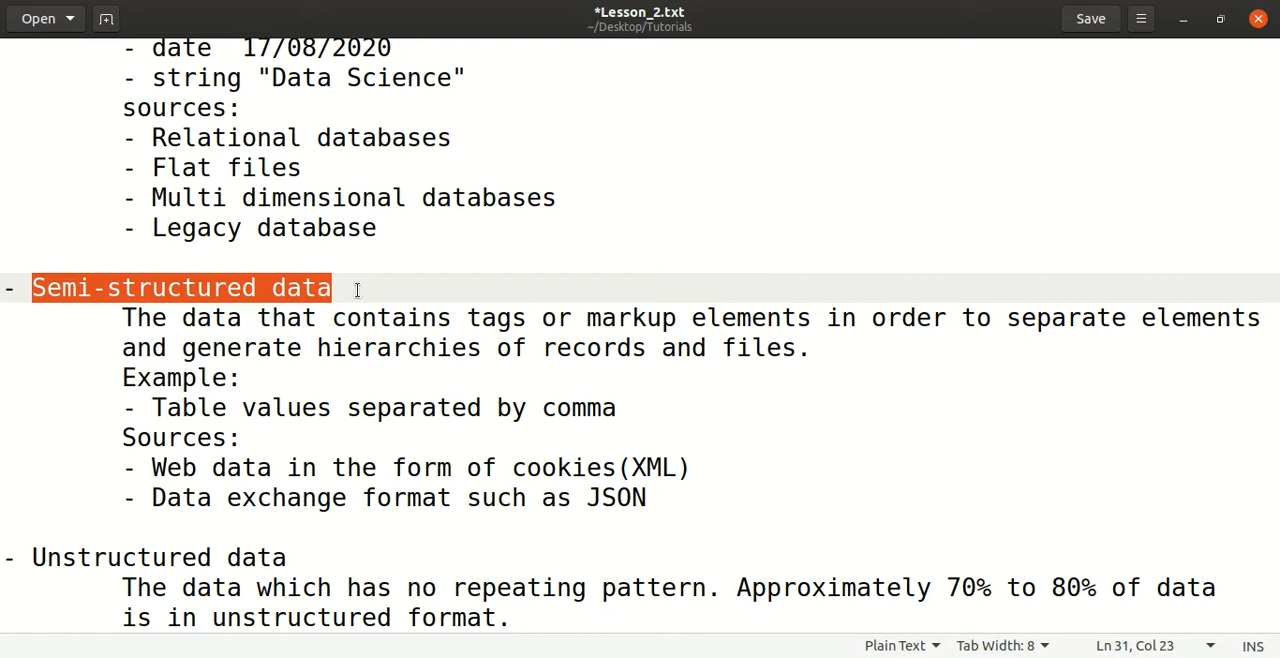 Open
*Lesson_2.txt
~/Desktop/Tutorials
Save
- date  17/08/2020
- string "Data Science"
sources:
- Relational databases
- Flat files
- Multi dimensional databases
- Legacy database
- Semi-structured data
The data that contains tags or markup elements in order to separate elements
and generate hierarchies of records and files.
Example:
- Table values separated by comma
Sources:
- Web data in the form of cookies(XML)
- Data exchange format such as JSON
- Unstructured data
The data which has no repeating pattern. Approximately 70% to 80% of data
is in unstructured format.
Plain Text  Tab Width: 8  Ln 31, Col 23  INS